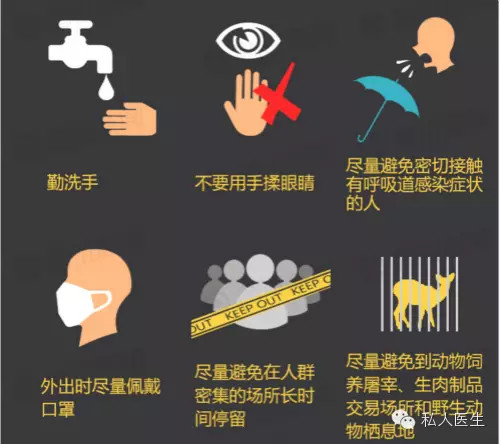 勤洗手
不要用手揉眼睛
尽量避免密切接触
有呼吸道感染症状
的人
外出时尽量佩戴
口罩
KEEP OUT
KEEP OUT
OUT
尽量避免在人群
密集的场所长时
间停留
尽量避免到动物饲
养屠宰、生肉制品
交易场所和野生动
物栖息地
私人医生